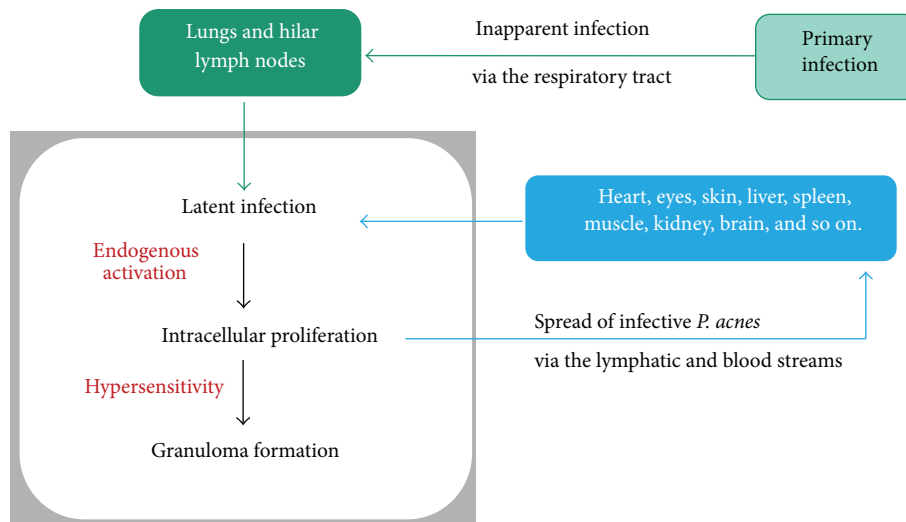 Lungs and hilar
lymph nodes
Inapparent infection
via the respiratory tract
Primary
infection
Latent infection
Heart, eyes, skin, liver, spleen,
muscle, kidney, brain, and so on.
Endogenous
activation
Intracellular proliferation
Spread of infective P. acnes
via the lymphatic and blood streams
Hypersensitivity
Granuloma formation